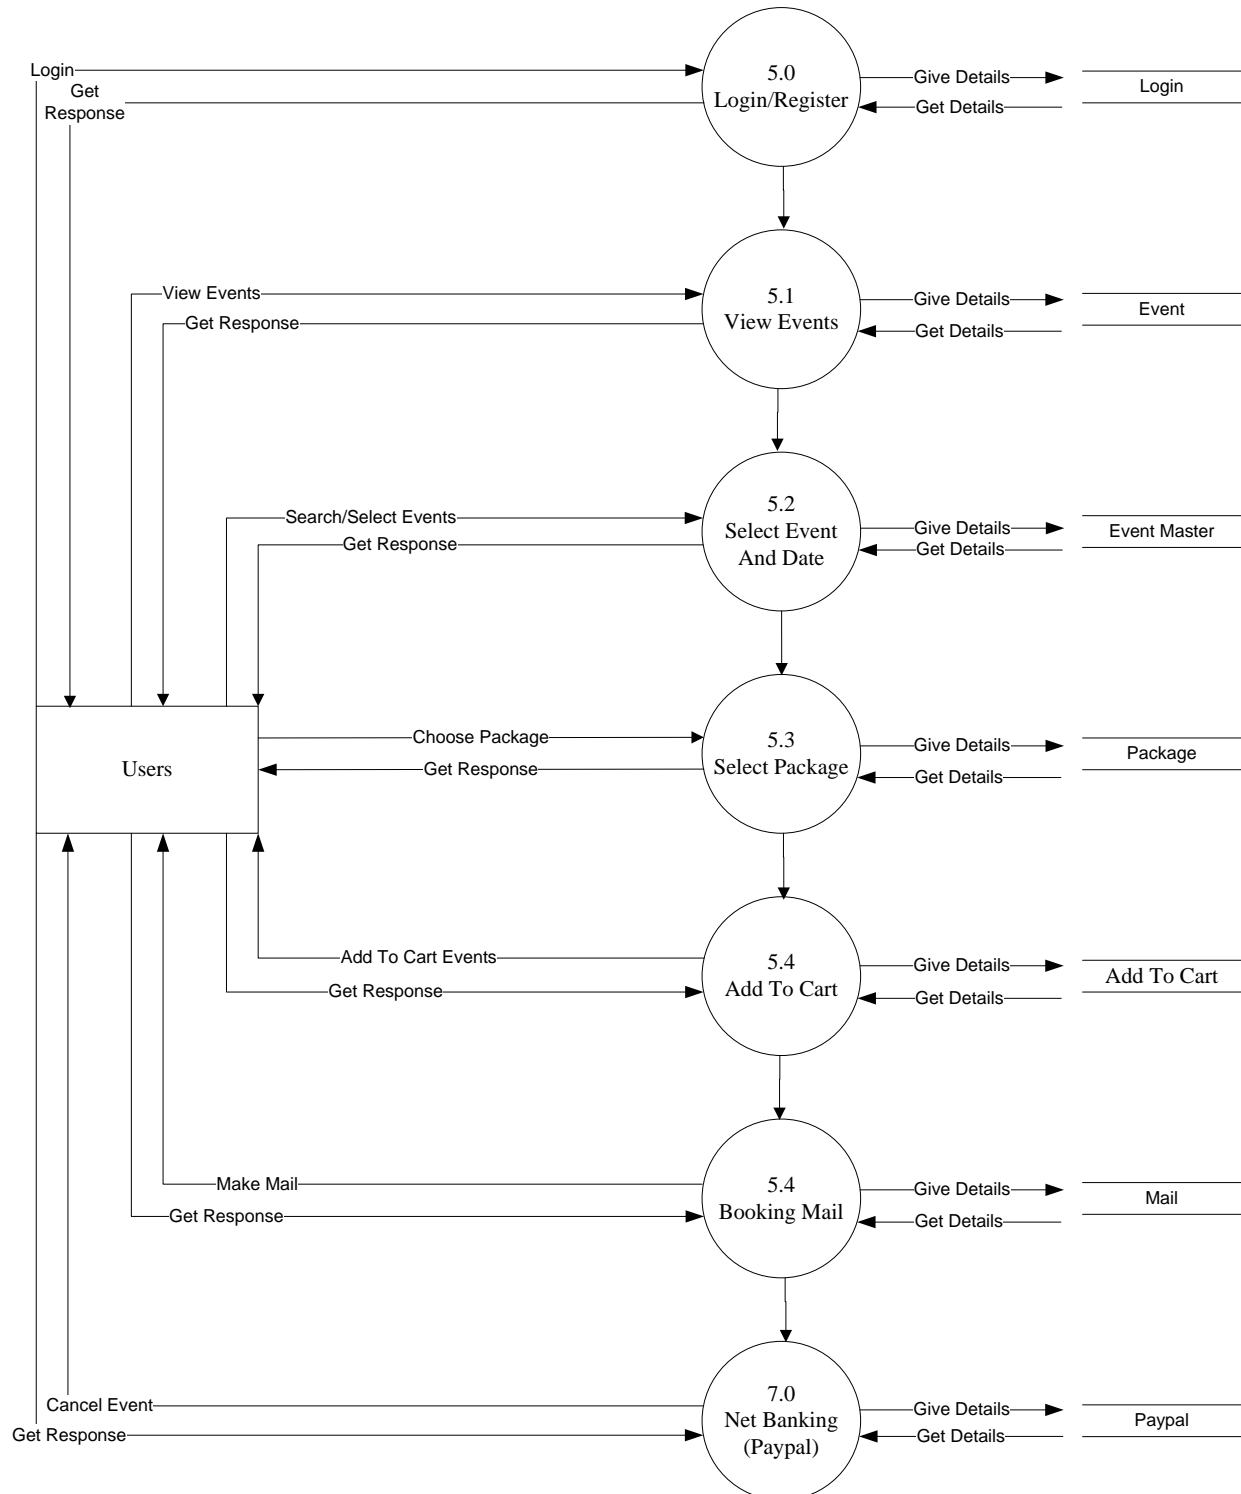 Login
Get
Response
5.0
Login/Register
Give Details
Get Details
Login
View Events
Get Response
5.1
View Events
Give Details
Get Details
Event
Search/Select Events
Get Response
5.2
Select Event
And Date
Give Details
Get Details
Event Master
Users
Choose Package
Get Response
5.3
Select Package
Give Details
Get Details
Package
Add To Cart Events
Get Response
5.4
Add To Cart
Give Details
Get Details
Add To Cart
Make Mail
Get Response
5.4
Booking Mail
Give Details
Get Details
Mail
Cancel Event
Get Response
7.0
Net Banking
(Paypal)
Give Details
Get Details
Paypal